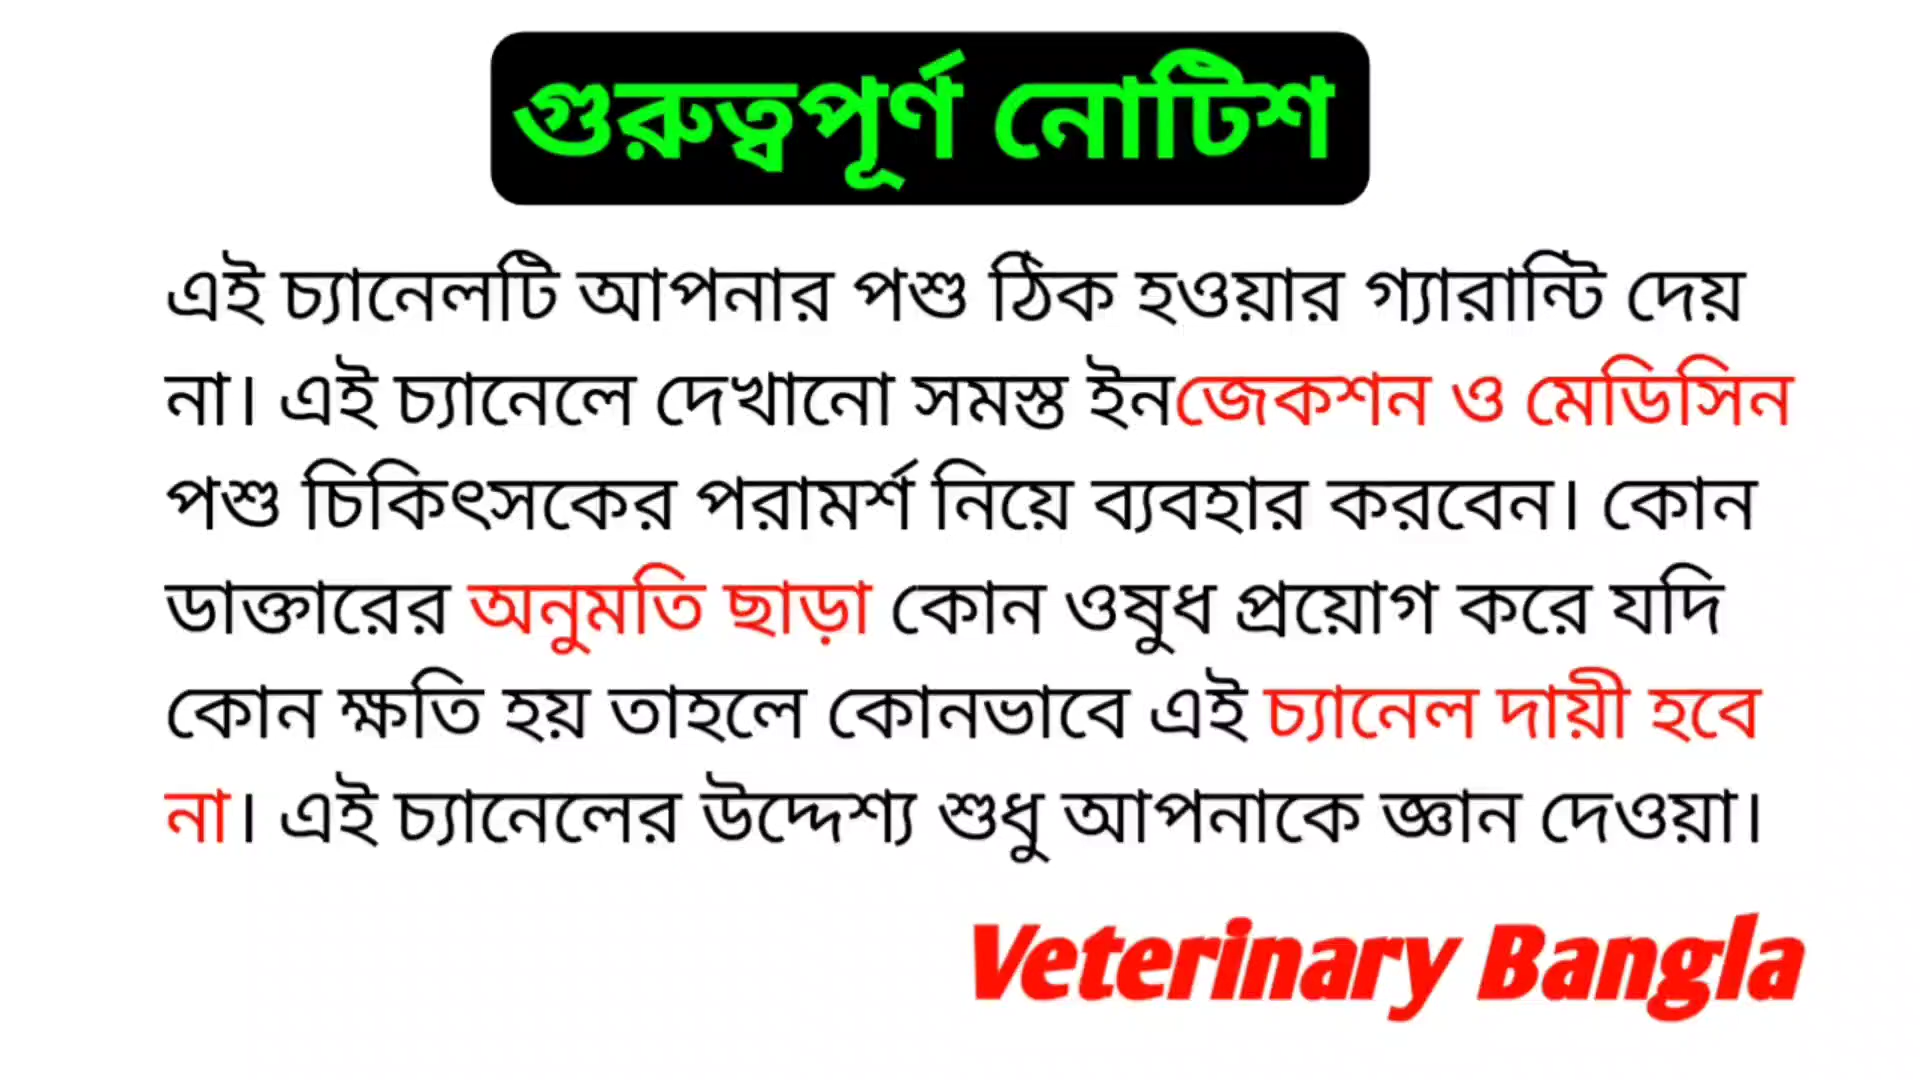 গুরুত্বপূর্ণ নোটিশ
এই চ্যানেলটি আপনার পশু ঠিক হওয়ার গ্যারান্টি দেয়
না। এই চ্যানেলে দেখানো সমস্ত ইনজেকশন ও মেডিসিন
পশু চিকিৎসকের পরামর্শ নিয়ে ব্যবহার করবেন। কোন
ডাক্তারের অনুমতি ছাড়া কোন ওষুধ প্রয়োগ করে যদি
কোন ক্ষতি হয় তাহলে কোনভাবে এই চ্যানেল দায়ী হবে
না। এই চ্যানেলের উদ্দেশ্য শুধু আপনাকে জ্ঞান দেওয়া।
Veterinary Bangla